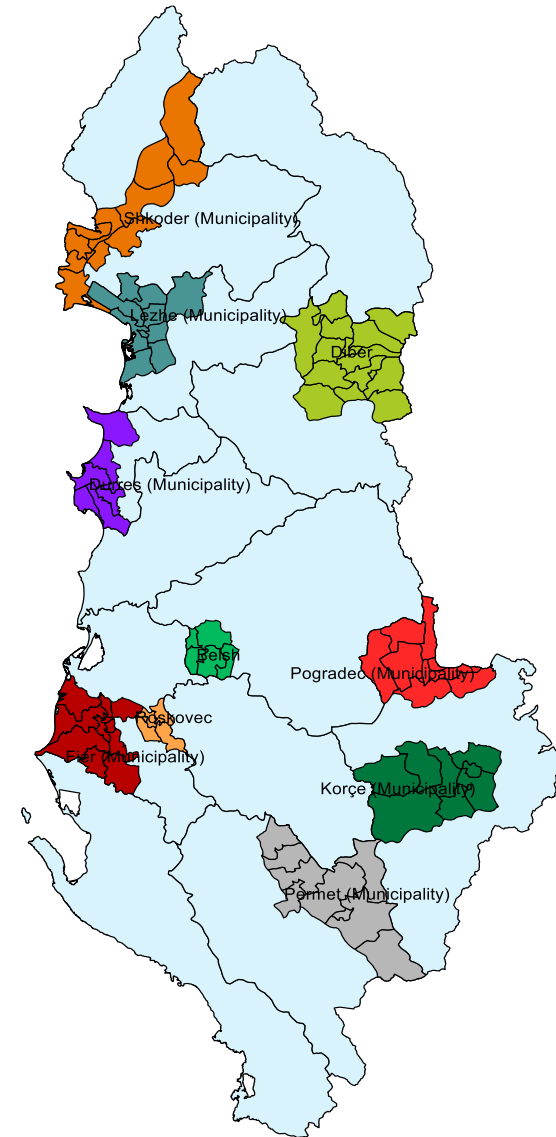 Shkoder (Municipality)
Lezhe (Municipality)
Diber
Durres (Municipality)
Belsh
Pogradec (Municipality)
Roskovec
Fier (Municipality)
Korçe (Municipality)
Permet (Municipality)